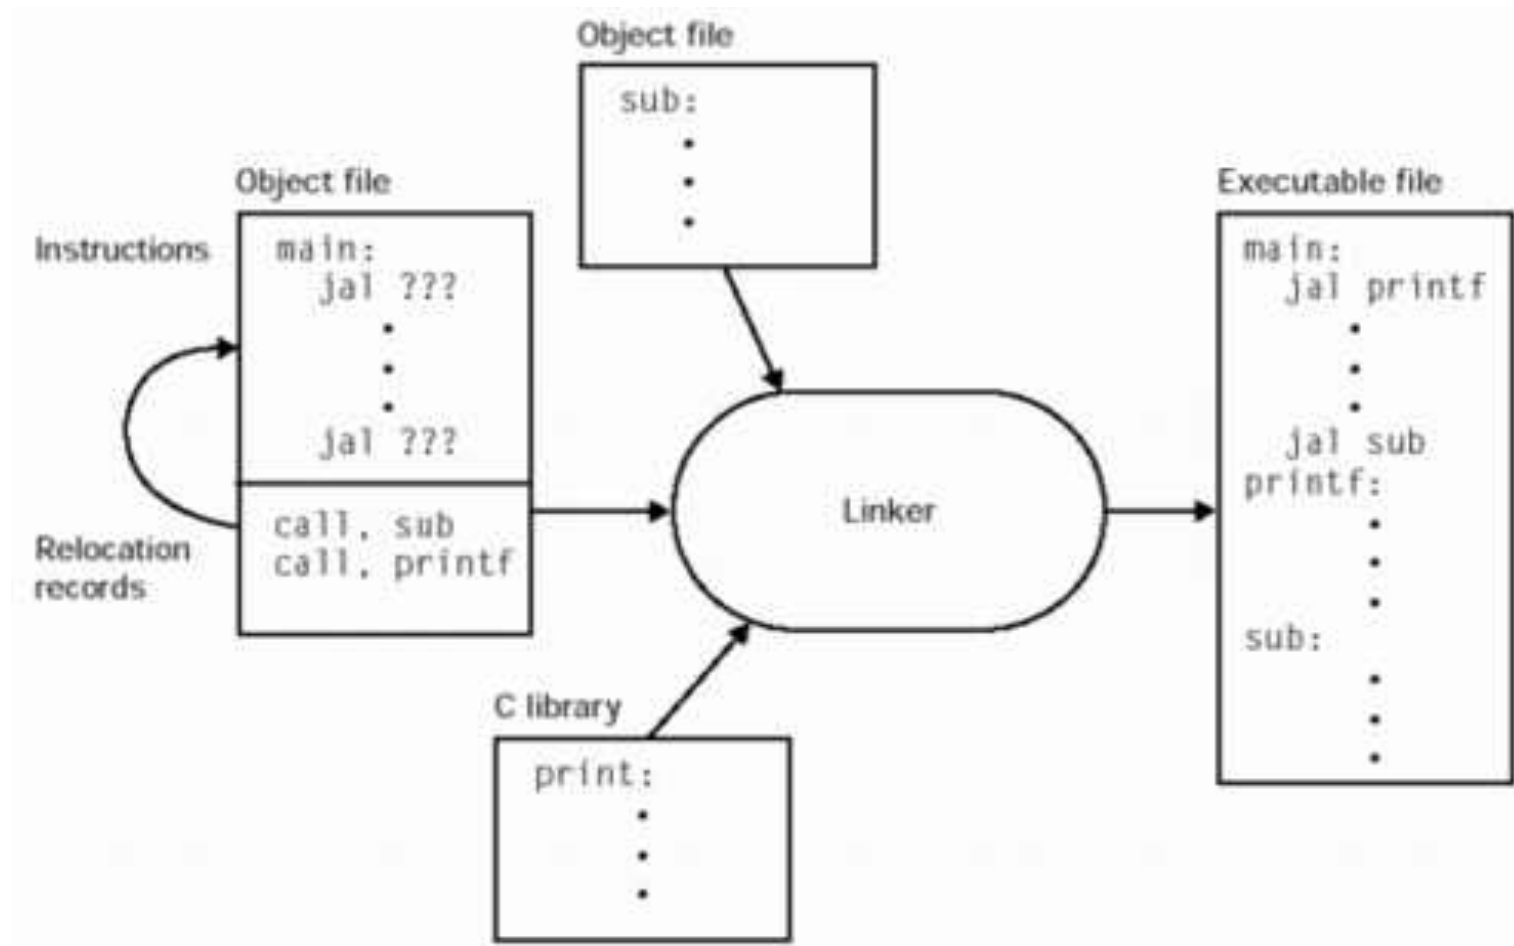 Object file
sub:
Object file
Instructions
main:
jal ???
jal ???
Relocation
records
call, sub
call, printf
Linker
C library
print:
Executable file
main:
jal printf
jal sub
printf:
sub: